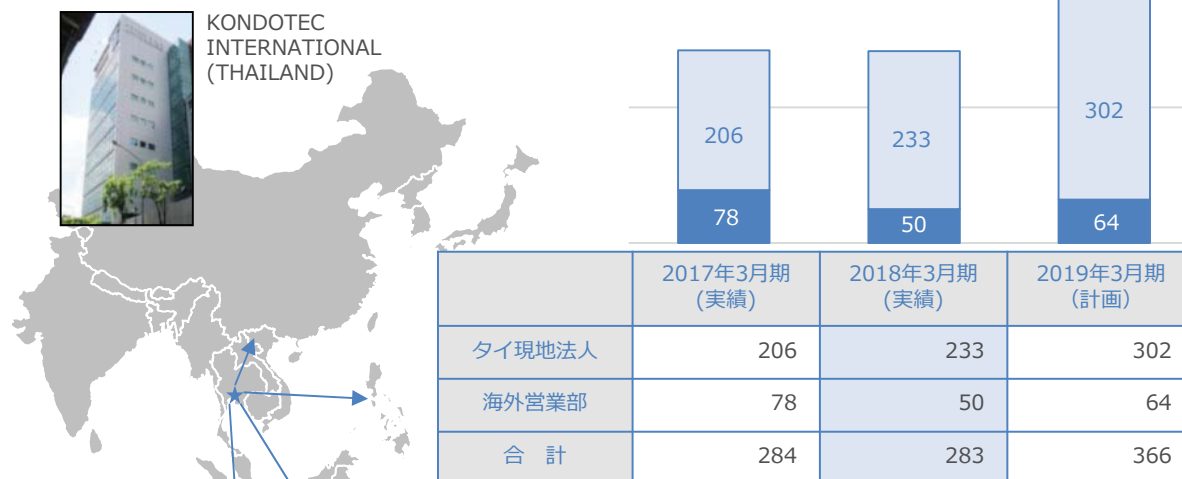 KONDOTEC
INTERNATIONAL
(THAILAND)
206
233
302
78
50
64
2017年3月期
(実績)
2018年3月期
(実績)
2019年3月期
（計画）
タイ現地法人 206 233 302
海外営業部 78 50 64
合　計 284 283 366